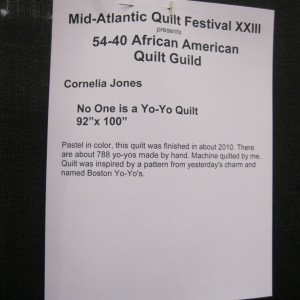 Mid-Atlantic Quilt Festival XXIII
presents
54-40 African American
Quilt Guild
Cornelia Jones
No One is a Yo-Yo Quilt
92”x 100”
Pastel in color, this quilt was finished in about 2010. There
are about 788 yo-yos made by hand. Machine quilted by me.
Quilt was inspired by a pattern from yesterday's charm and
named Boston Yo-Yo's.